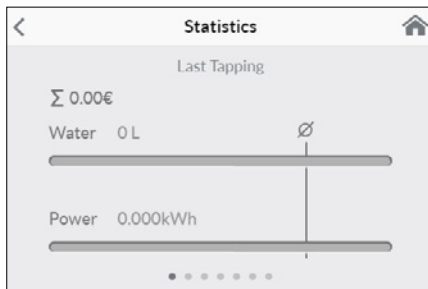 Statistics
Last Tapping
Σ 0.00€
Water 0 L Ø
Power 0.000kWh